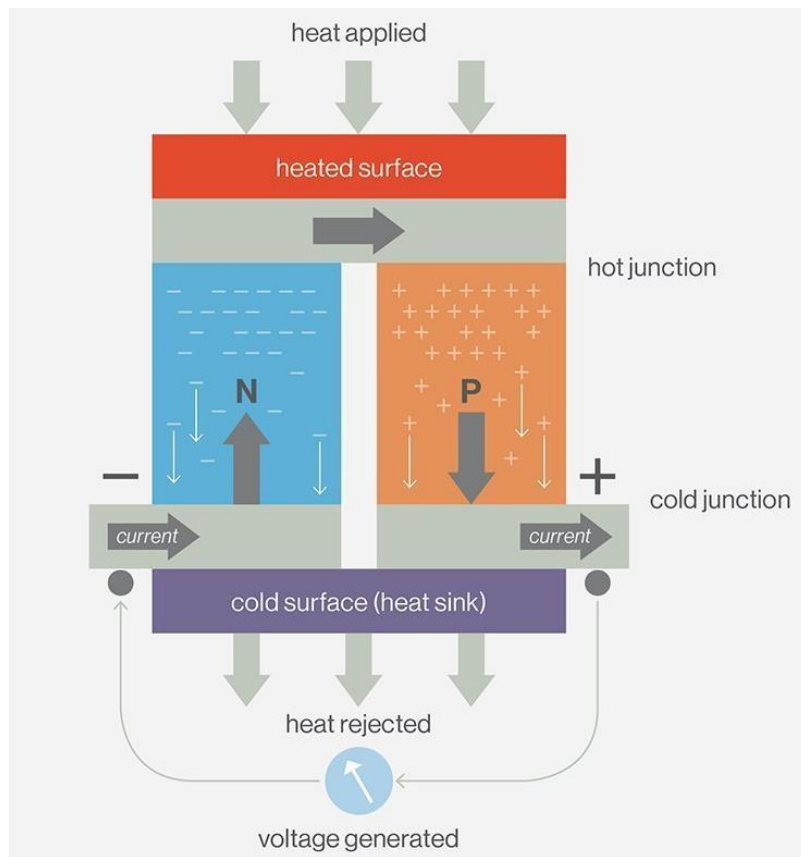 heat applied
heated surface
hot junction
N
P
−
+
cold junction
current
current
cold surface (heat sink)
heat rejected
voltage generated